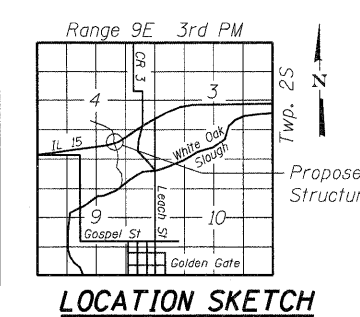 Range 9E 3rd PM
CR 3
4
3
Twp. 2S
N
IL 15
White Oak
Slough
Propose
Structur
9
Leach St
10
Gospel St
Golden Gate
LOCATION SKETCH